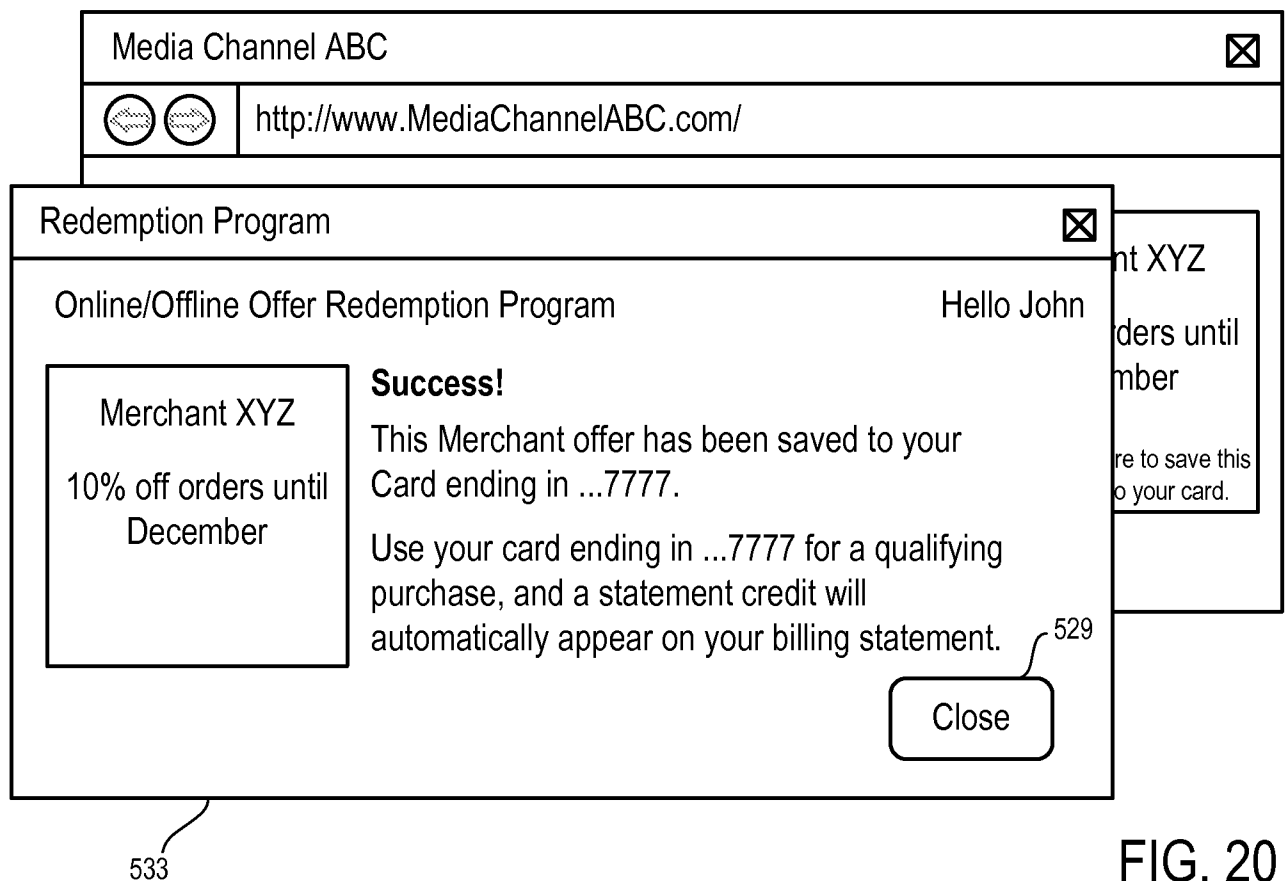 Media Channel ABC
http://www.MediaChannelABC.com/
Redemption Program
Online/Offline Offer Redemption Program
Hello John
Merchant XYZ
10% off orders until
December
Success!
This Merchant offer has been saved to your
Card ending in ...7777.
Use your card ending in ...7777 for a qualifying
purchase, and a statement credit will
automatically appear on your billing statement.
529
Close
nt XYZ
ders until
mber
re to save this
o your card.
533
FIG. 20